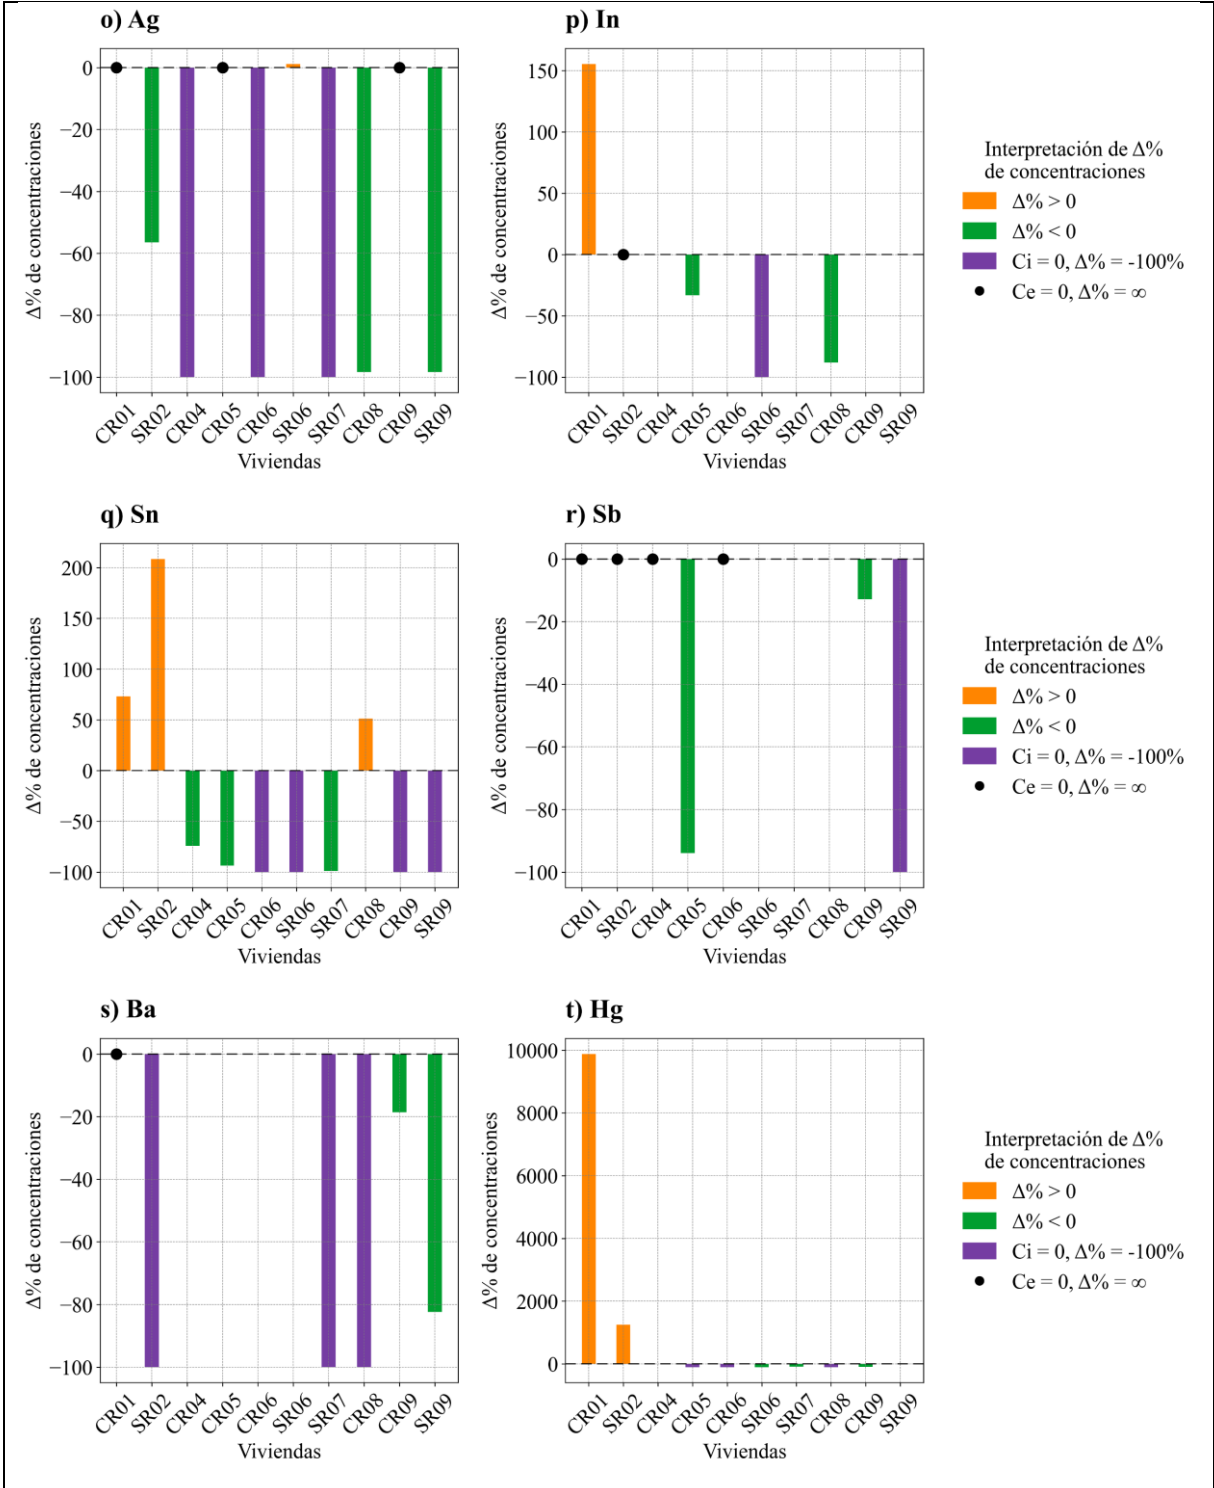 o) Ag
Δ% de concentraciones
0
−20
−40
−60
−80
−100
CR01
SR02
CR04
CR05
CR06
SR06
SR07
CR08
CR09
SR09
Viviendas
p) In
Δ% de concentraciones
150
100
50
0
−50
−100
CR01
SR02
CR04
CR05
CR06
SR06
SR07
CR08
CR09
SR09
Viviendas
Interpretación de Δ%
de concentraciones
Δ% > 0
Δ% < 0
Ci = 0, Δ% = -100%
Ce = 0, Δ% = ∞
q) Sn
Δ% de concentraciones
200
150
100
50
0
−50
−100
CR01
SR02
CR04
CR05
CR06
SR06
SR07
CR08
CR09
SR09
Viviendas
r) Sb
Δ% de concentraciones
0
−20
−40
−60
−80
−100
CR01
SR02
CR04
CR05
CR06
SR06
SR07
CR08
CR09
SR09
Viviendas
Interpretación de Δ%
de concentraciones
Δ% > 0
Δ% < 0
Ci = 0, Δ% = -100%
Ce = 0, Δ% = ∞
s) Ba
Δ% de concentraciones
0
−20
−40
−60
−80
−100
CR01
SR02
CR04
CR05
CR06
SR06
SR07
CR08
CR09
SR09
Viviendas
t) Hg
Δ% de concentraciones
10000
8000
6000
4000
2000
0
CR01
SR02
CR04
CR05
CR06
SR06
SR07
CR08
CR09
SR09
Viviendas
Interpretación de Δ%
de concentraciones
Δ% > 0
Δ% < 0
Ci = 0, Δ% = -100%
Ce = 0, Δ% = ∞